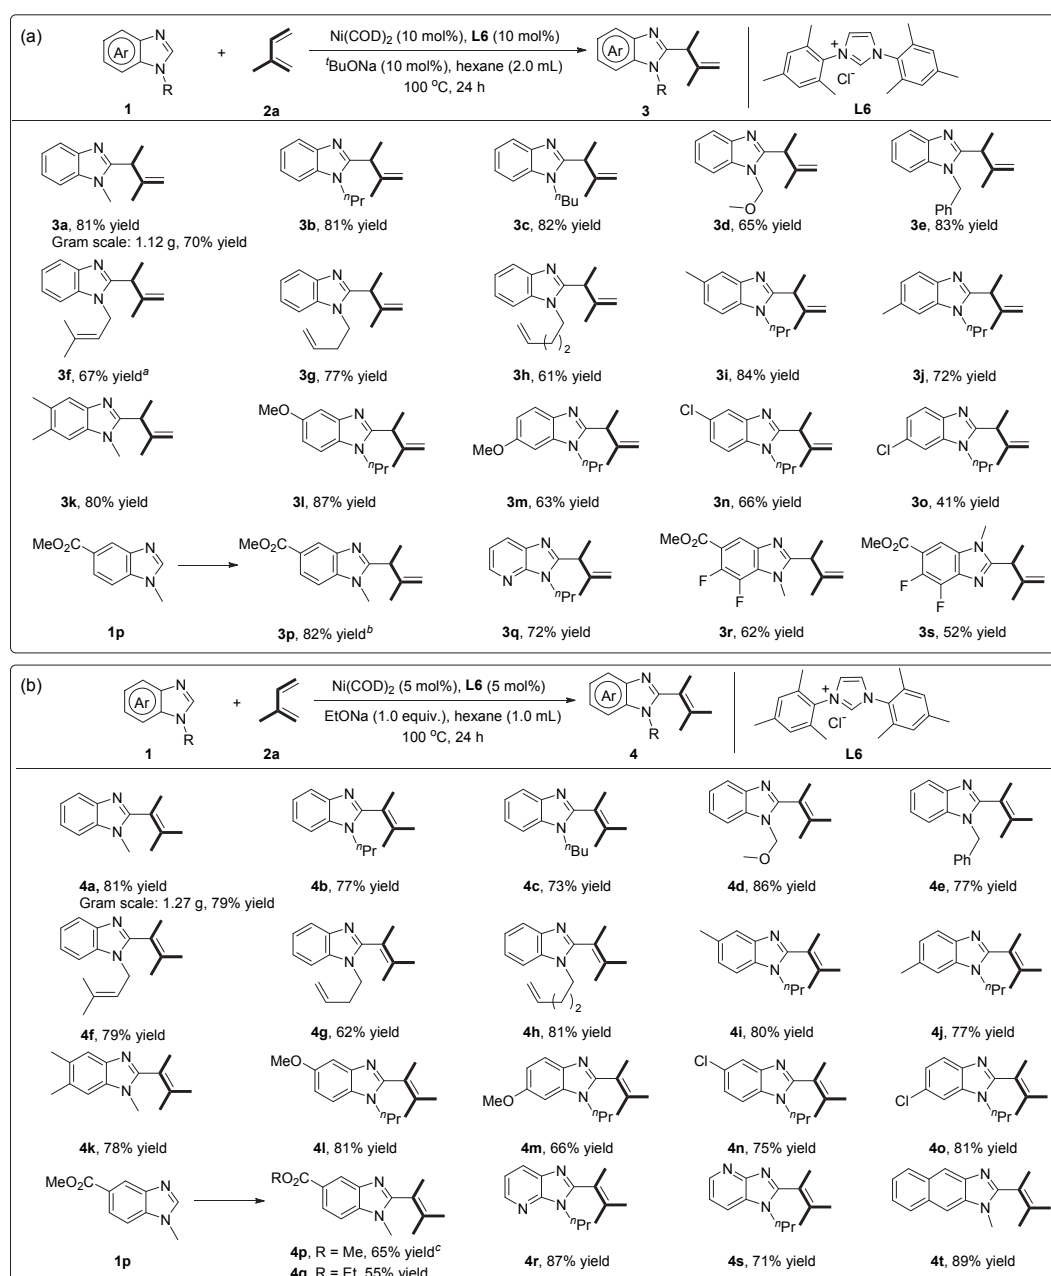 (a)
Ar
N
N
R
1
+
2a
Ni(COD)2 (10 mol%), L6 (10 mol%)
tBuONa (10 mol%), hexane (2.0 mL)
100 oC, 24 h
Ar
N
N
R
3
N
+
N
Cl-
L6
N
N
3a, 81% yield
Gram scale: 1.12 g, 70% yield
N
N
nPr
3b, 81% yield
N
N
nBu
3c, 82% yield
N
N
O
3d, 65% yield
N
N
Ph
3e, 83% yield
N
N
3f, 67% yielda
N
N
3g, 77% yield
N
N
2
3h, 61% yield
N
N
nPr
3i, 84% yield
N
N
nPr
3j, 72% yield
N
N
3k, 80% yield
MeO
N
N
nPr
3l, 87% yield
MeO
N
N
nPr
3m, 63% yield
Cl
N
N
nPr
3n, 66% yield
Cl
N
N
nPr
3o, 41% yield
MeO2C
N
N
1p
MeO2C
N
N
3p, 82% yieldb
N
N
N
nPr
3q, 72% yield
MeO2C
F
F
N
N
3r, 62% yield
MeO2C
F
F
N
N
3s, 52% yield
(b)
Ar
N
N
R
1
+
2a
Ni(COD)2 (5 mol%), L6 (5 mol%)
EtONa (1.0 equiv.), hexane (1.0 mL)
100 oC, 24 h
Ar
N
N
R
4
N
+
N
Cl-
L6
N
N
4a, 81% yield
Gram scale: 1.27 g, 79% yield
N
N
nPr
4b, 77% yield
N
N
nBu
4c, 73% yield
N
N
O
4d, 86% yield
N
N
Ph
4e, 77% yield
N
N
4f, 79% yield
N
N
4g, 62% yield
N
N
2
4h, 81% yield
N
N
nPr
4i, 80% yield
N
N
nPr
4j, 77% yield
N
N
4k, 78% yield
MeO
N
N
nPr
4l, 81% yield
MeO
N
N
nPr
4m, 66% yield
Cl
N
N
nPr
4n, 75% yield
Cl
N
N
nPr
4o, 81% yield
MeO2C
N
N
1p
RO2C
N
N
4p, R = Me, 65% yieldc
4q, R = Et, 55% yield
N
N
N
nPr
4r, 87% yield
N
N
N
nPr
4s, 71% yield
N
N
4t, 89% yield